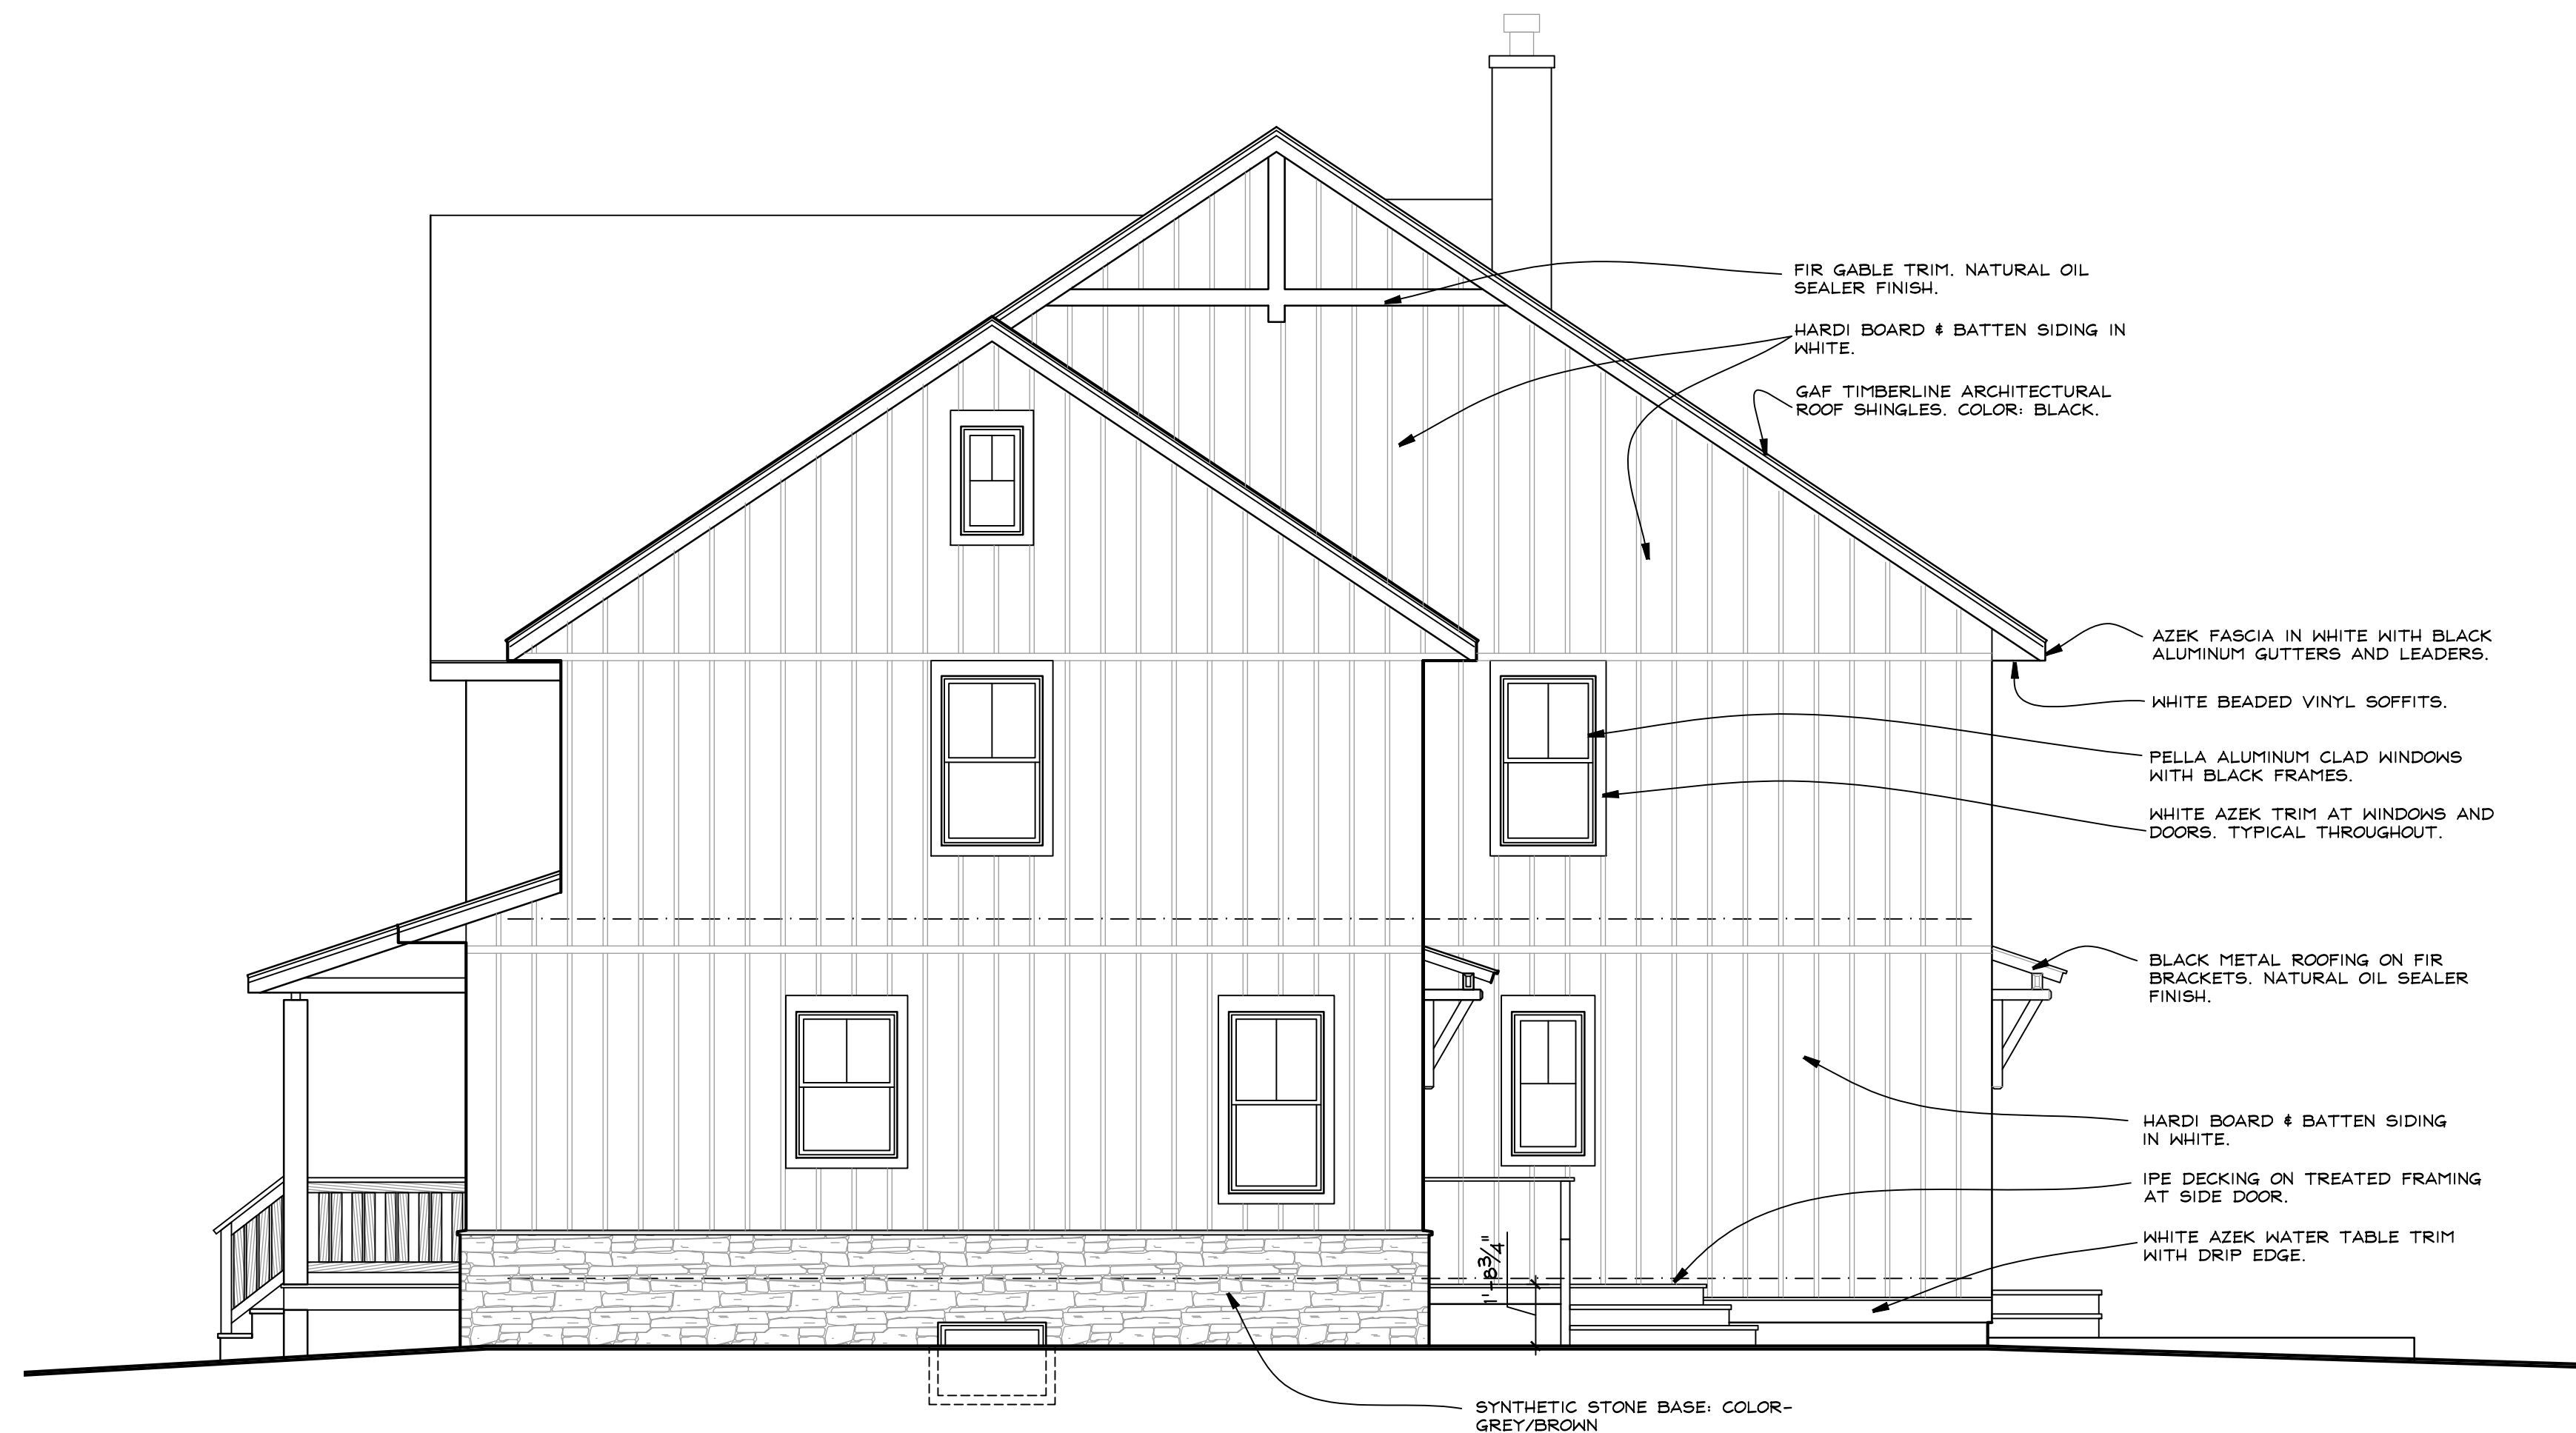 FIR GABLE TRIM. NATURAL OIL
SEALER FINISH.
HARDI BOARD & BATTEN SIDING IN
WHITE.
GAF TIMBERLINE ARCHITECTURAL
ROOF SHINGLES. COLOR: BLACK.
AZEK FASCIA IN WHITE WITH BLACK
ALUMINUM GUTTERS AND LEADERS.
WHITE BEADED VINYL SOFFITS.
PELLA ALUMINUM CLAD WINDOWS
WITH BLACK FRAMES.
WHITE AZEK TRIM AT WINDOWS AND
DOORS. TYPICAL THROUGHOUT.
BLACK METAL ROOFING ON FIR
BRACKETS. NATURAL OIL SEALER
FINISH.
HARDI BOARD & BATTEN SIDING
IN WHITE.
IPE DECKING ON TREATED FRAMING
AT SIDE DOOR.
WHITE AZEK WATER TABLE TRIM
WITH DRIP EDGE.
1'-8 3/4"
SYNTHETIC STONE BASE: COLOR-
GREY/BROWN